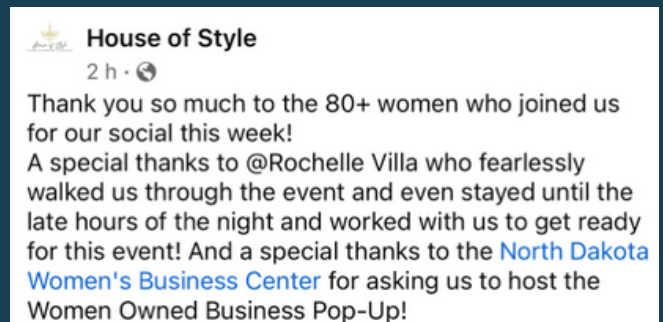 House of Style
2 h ·
Thank you so much to the 80+ women who joined us
for our social this week!
A special thanks to @Rochelle Villa who fearlessly
walked us through the event and even stayed until the
late hours of the night and worked with us to get ready
for this event! And a special thanks to the North Dakota
Women's Business Center for asking us to host the
Women Owned Business Pop-Up!